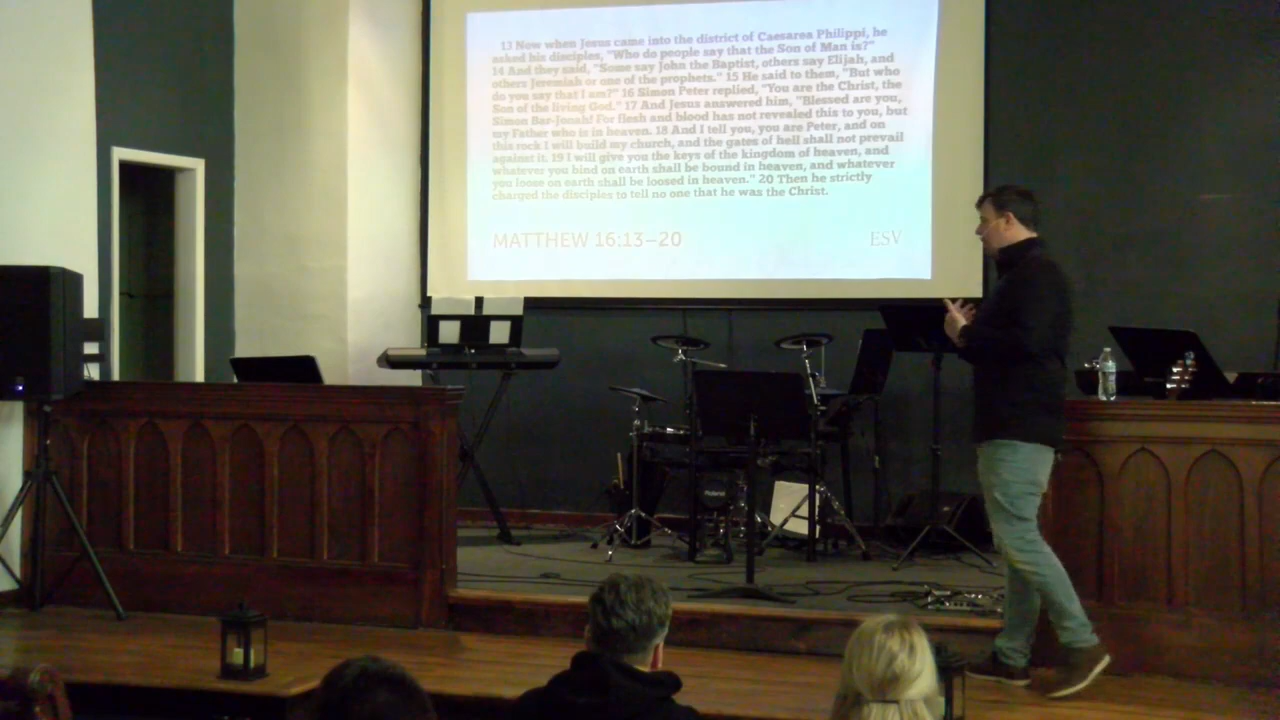 13 Now when Jesus came into the district of Caesarea Philippi, he
asked his disciples, "Who do people say that the Son of Man is?"
14 And they said, "Some say John the Baptist, others say Elijah, and
others Jeremiah or one of the prophets." 15 He said to them, "But who
do you say that I am?" 16 Simon Peter replied, "You are the Christ, the
Son of the living God." 17 And Jesus answered him, "Blessed are you,
Simon Bar-Jonah! For flesh and blood has not revealed this to you, but
my Father who is in heaven. 18 And I tell you, you are Peter, and on
this rock I will build my church, and the gates of hell shall not prevail
against it. 19 I will give you the keys of the kingdom of heaven, and
whatever you bind on earth shall be bound in heaven, and whatever
you loose on earth shall be loosed in heaven." 20 Then he strictly
charged the disciples to tell no one that he was the Christ.
MATTHEW 16:13–20
ESV
Roland